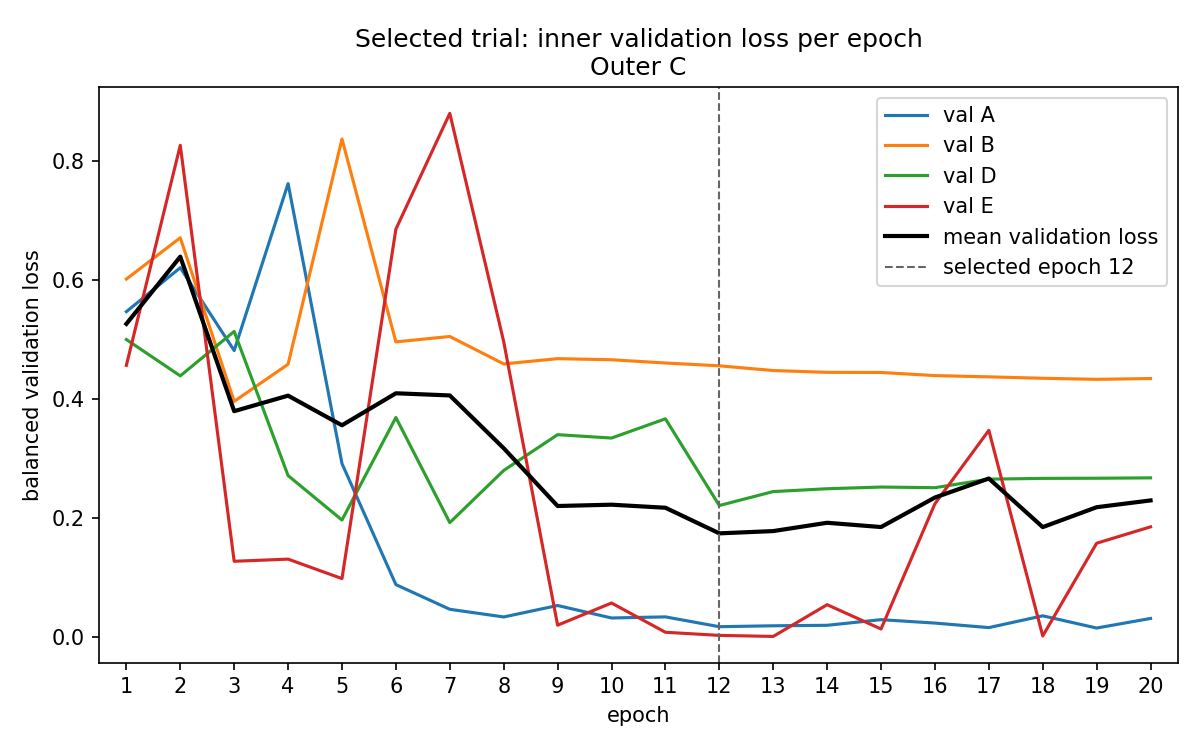 Selected trial: inner validation loss per epoch
Outer C
val A
val B
val D
val E
mean validation loss
selected epoch 12
balanced validation loss
0.8
0.6
0.4
0.2
0.0
1 2 3 4 5 6 7 8 9 10 11 12 13 14 15 16 17 18 19 20
epoch